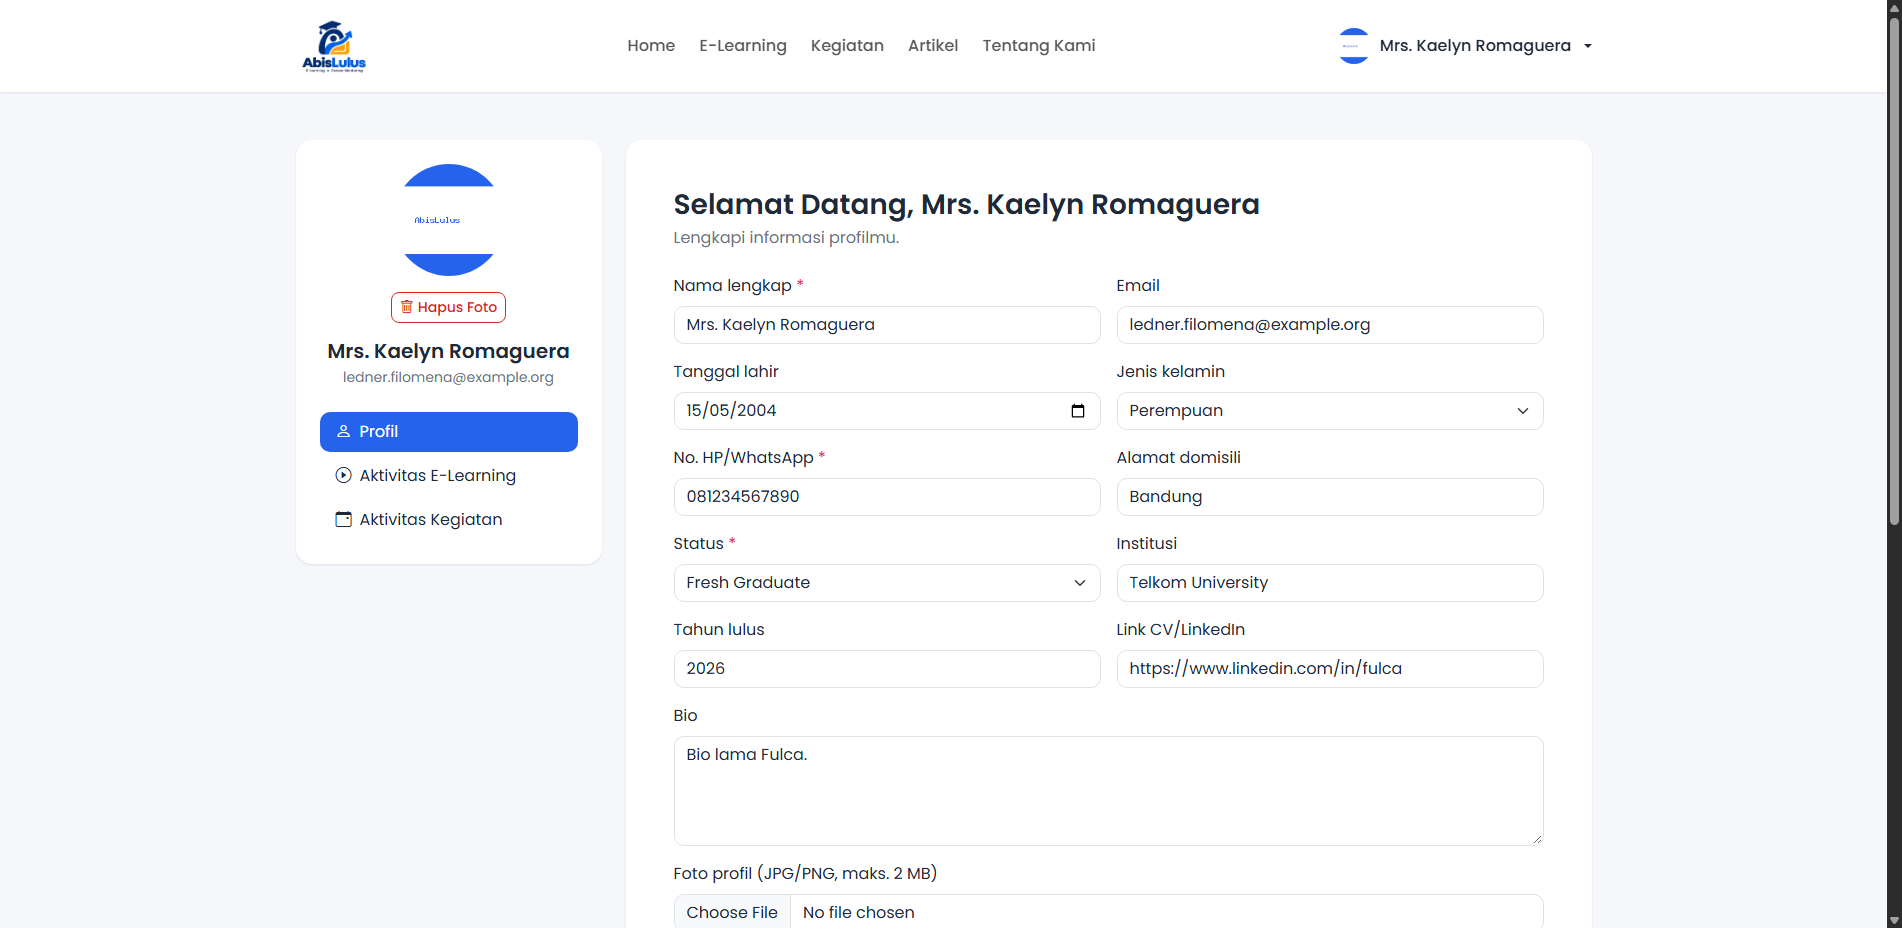 AbisLulus
Home
E-Learning
Kegiatan
Artikel
Tentang Kami
Mrs. Kaelyn Romaguera
AbisLulus
Hapus Foto
Mrs. Kaelyn Romaguera
ledner.filomena@example.org
Profil
Aktivitas E-Learning
Aktivitas Kegiatan
Selamat Datang, Mrs. Kaelyn Romaguera
Lengkapi informasi profilmu.
Nama lengkap *
Mrs. Kaelyn Romaguera
Email
ledner.filomena@example.org
Tanggal lahir
15/05/2004
Jenis kelamin
Perempuan
No. HP/WhatsApp *
081234567890
Alamat domisili
Bandung
Status *
Fresh Graduate
Institusi
Telkom University
Tahun lulus
2026
Link CV/LinkedIn
https://www.linkedin.com/in/fulca
Bio
Bio lama Fulca.
Foto profil (JPG/PNG, maks. 2 MB)
Choose File
No file chosen